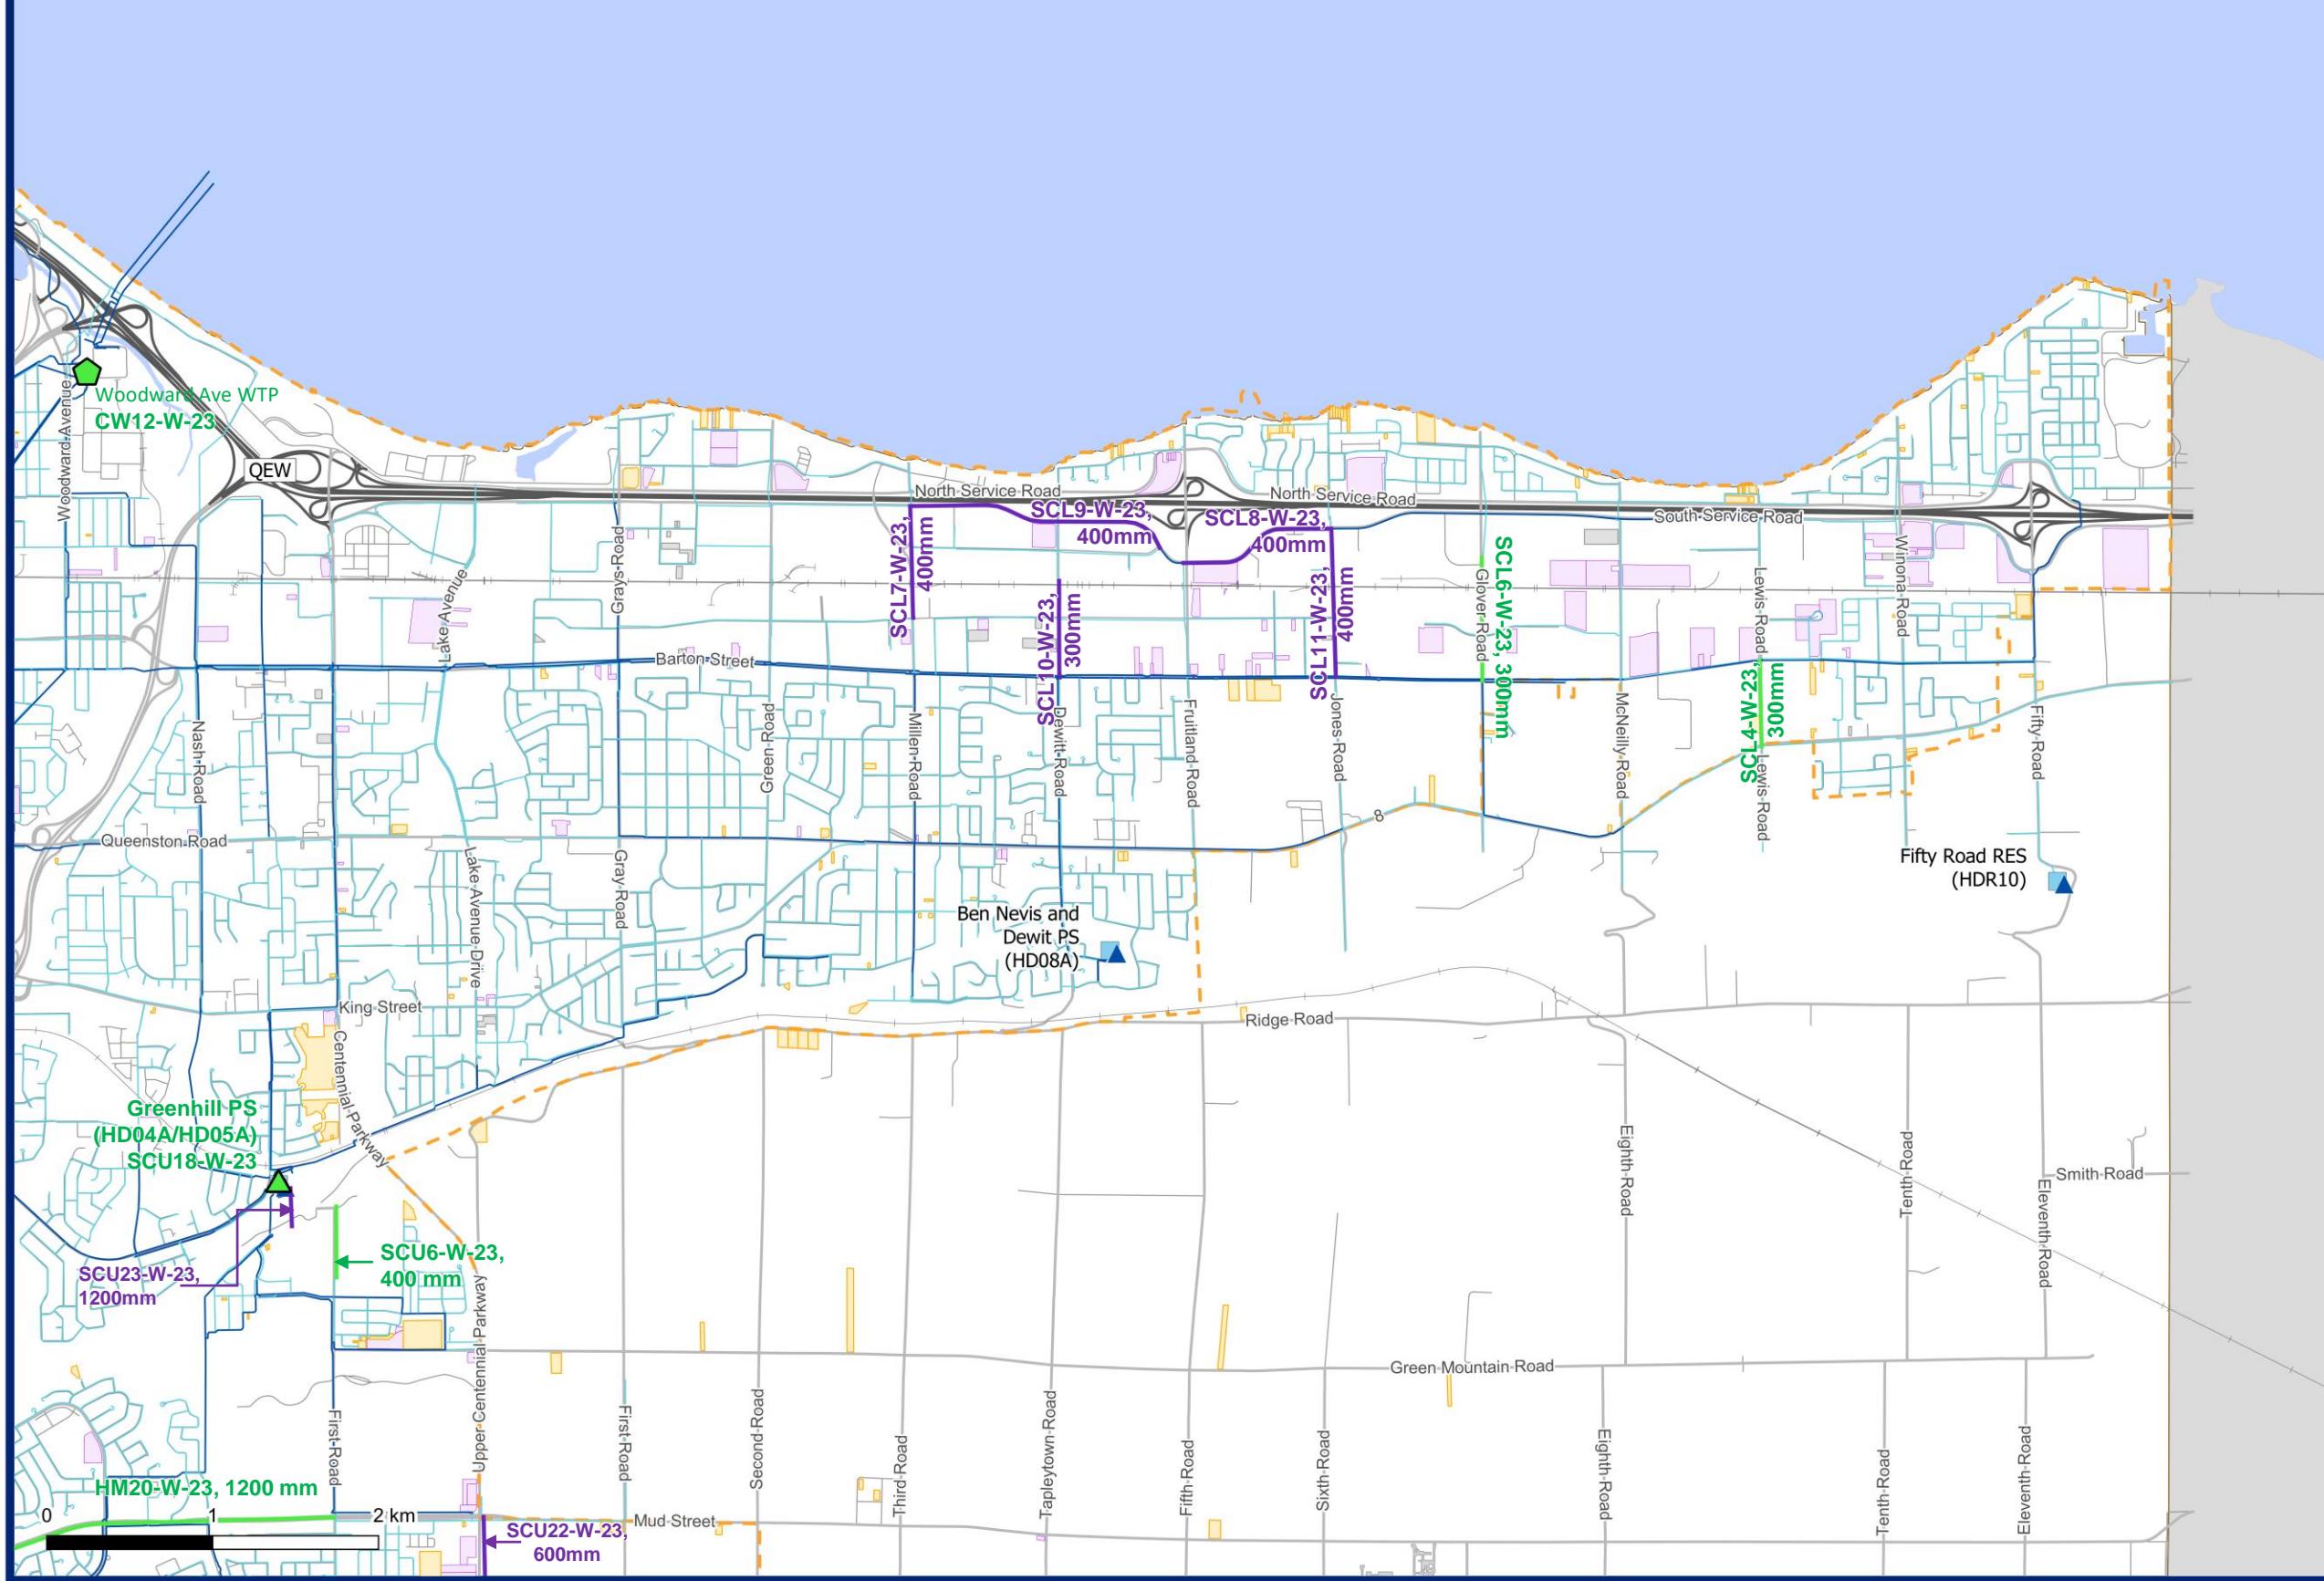 Woodward Avenue
Woodward Ave WTP
CW12-W-23
QEW
North Service Road
North Service Road
South Service Road
SCL9-W-23,
400mm
SCL8-W-23,
400mm
SCL7-W-23,
400mm
SCL10-W-23,
300mm
SCL11-W-23,
400mm
SCL6-W-23, 300mm
SCL4-W-23,
300mm
Lake Avenue
Grays Road
Glover Road
Lewis Road
Winona Road
Barton Street
Nash Road
Green Road
Millen Road
Dewitt Road
Fruitland Road
Jones Road
McNeilly Road
Lewis Road
Fifty Road
Queenston Road
8
Lake Avenue Drive
Gray Road
Fifty Road RES
(HDR10)
Ben Nevis and
Dewit PS
(HD08A)
King Street
Ridge Road
Centennial Parkway
Greenhill PS
(HD04A/HD05A)
SCU18-W-23
Eighth Road
Tenth Road
Smith Road
Eleventh Road
SCU6-W-23,
400 mm
SCU23-W-23,
1200mm
Upper Centennial Parkway
Green Mountain Road
First Road
First Road
Second Road
Third Road
Tapleytown Road
Fifth Road
Sixth Road
Eighth Road
Tenth Road
Eleventh Road
HM20-W-23, 1200 mm
0
1
2 km
Mud Street
SCU22-W-23,
600mm